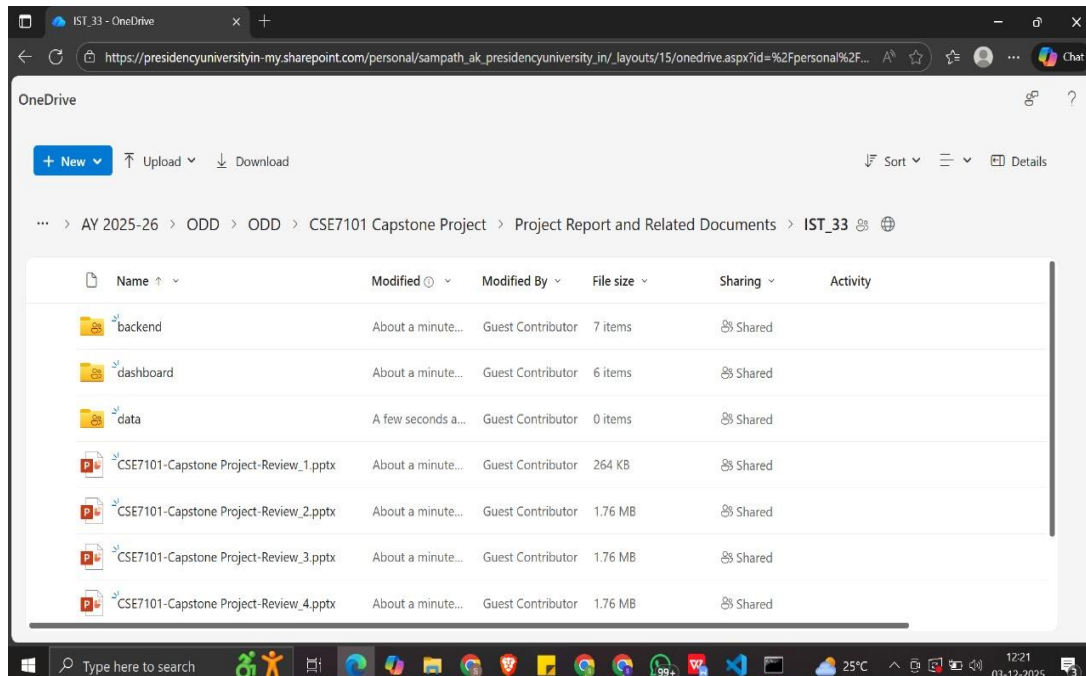 IST_33 - OneDrive
https://presidencyuniversityin-my.sharepoint.com/personal/sampath_ak_presidencyuniversity_in/_layouts/15/onedrive.aspx?id=%2Fpersonal%2F... Chat
OneDrive
+ New Upload Download Sort Details
... > AY 2025-26 > ODD > ODD > CSE7101 Capstone Project > Project Report and Related Documents > IST_33
Name Modified Modified By File size Sharing Activity
backend About a minute... Guest Contributor 7 items Shared
dashboard About a minute... Guest Contributor 6 items Shared
data A few seconds a... Guest Contributor 0 items Shared
CSE7101-Capstone Project-Review_1.pptx About a minute... Guest Contributor 264 KB Shared
CSE7101-Capstone Project-Review_2.pptx About a minute... Guest Contributor 1.76 MB Shared
CSE7101-Capstone Project-Review_3.pptx About a minute... Guest Contributor 1.76 MB Shared
CSE7101-Capstone Project-Review_4.pptx About a minute... Guest Contributor 1.76 MB Shared
Type here to search 99+ 25°C 12:21
03-12-2025 3